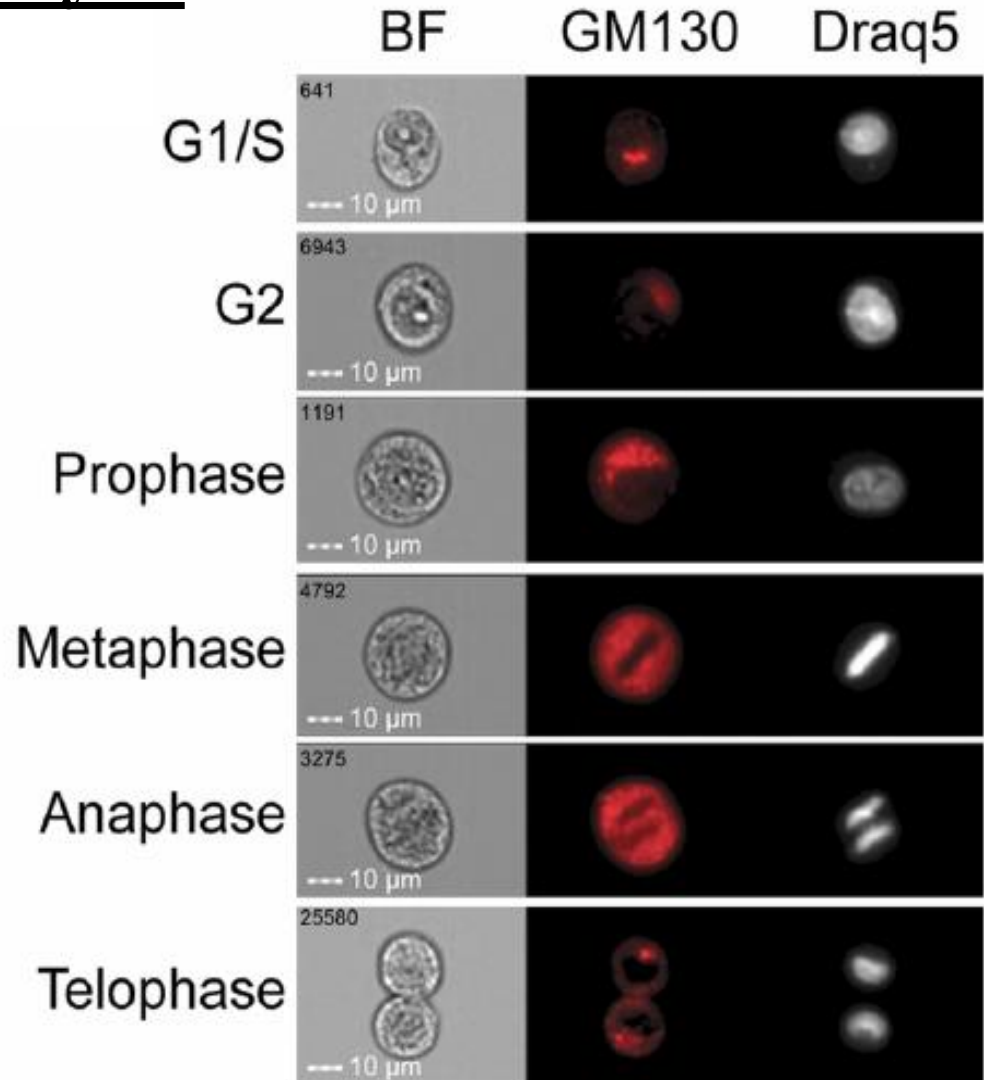 BF GM130 Draq5
G1/S
641
10 µm
G2
6943
10 µm
Prophase
1191
10 µm
Metaphase
4792
10 µm
Anaphase
3275
10 µm
Telophase
25580
10 µm